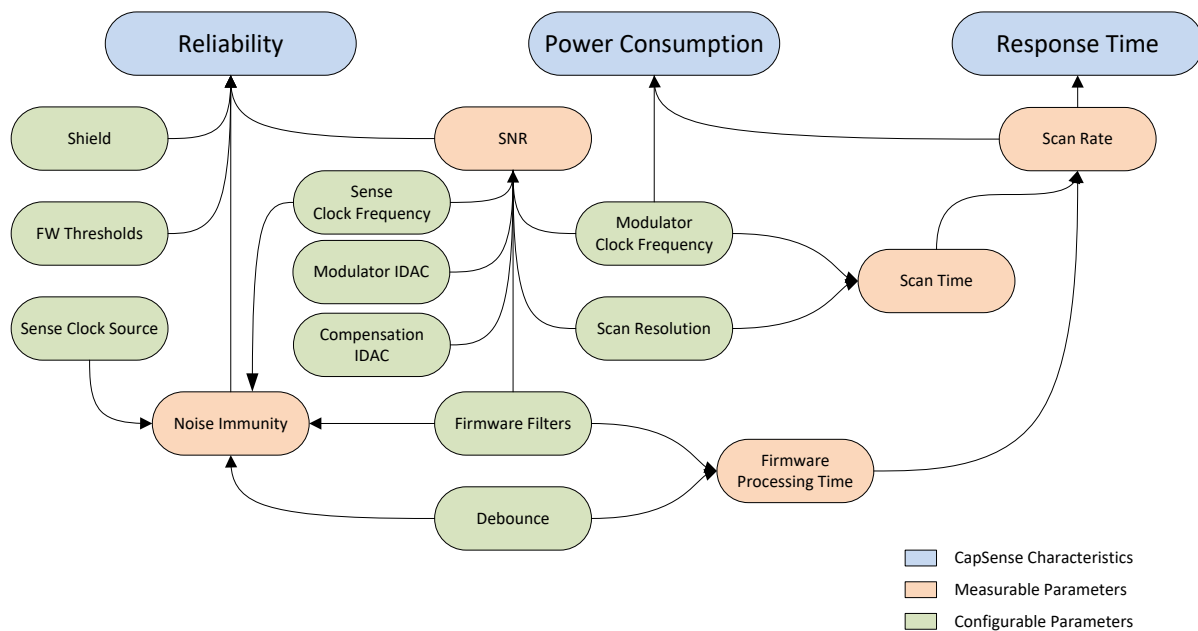 Reliability
Power Consumption
Response Time
Shield
SNR
Scan Rate
Sense
Clock Frequency
FW Thresholds
Modulator
Clock Frequency
Modulator IDAC
Scan Time
Sense Clock Source
Compensation
IDAC
Scan Resolution
Noise Immunity
Firmware Filters
Firmware
Processing Time
Debounce
CapSense Characteristics
Measurable Parameters
Configurable Parameters